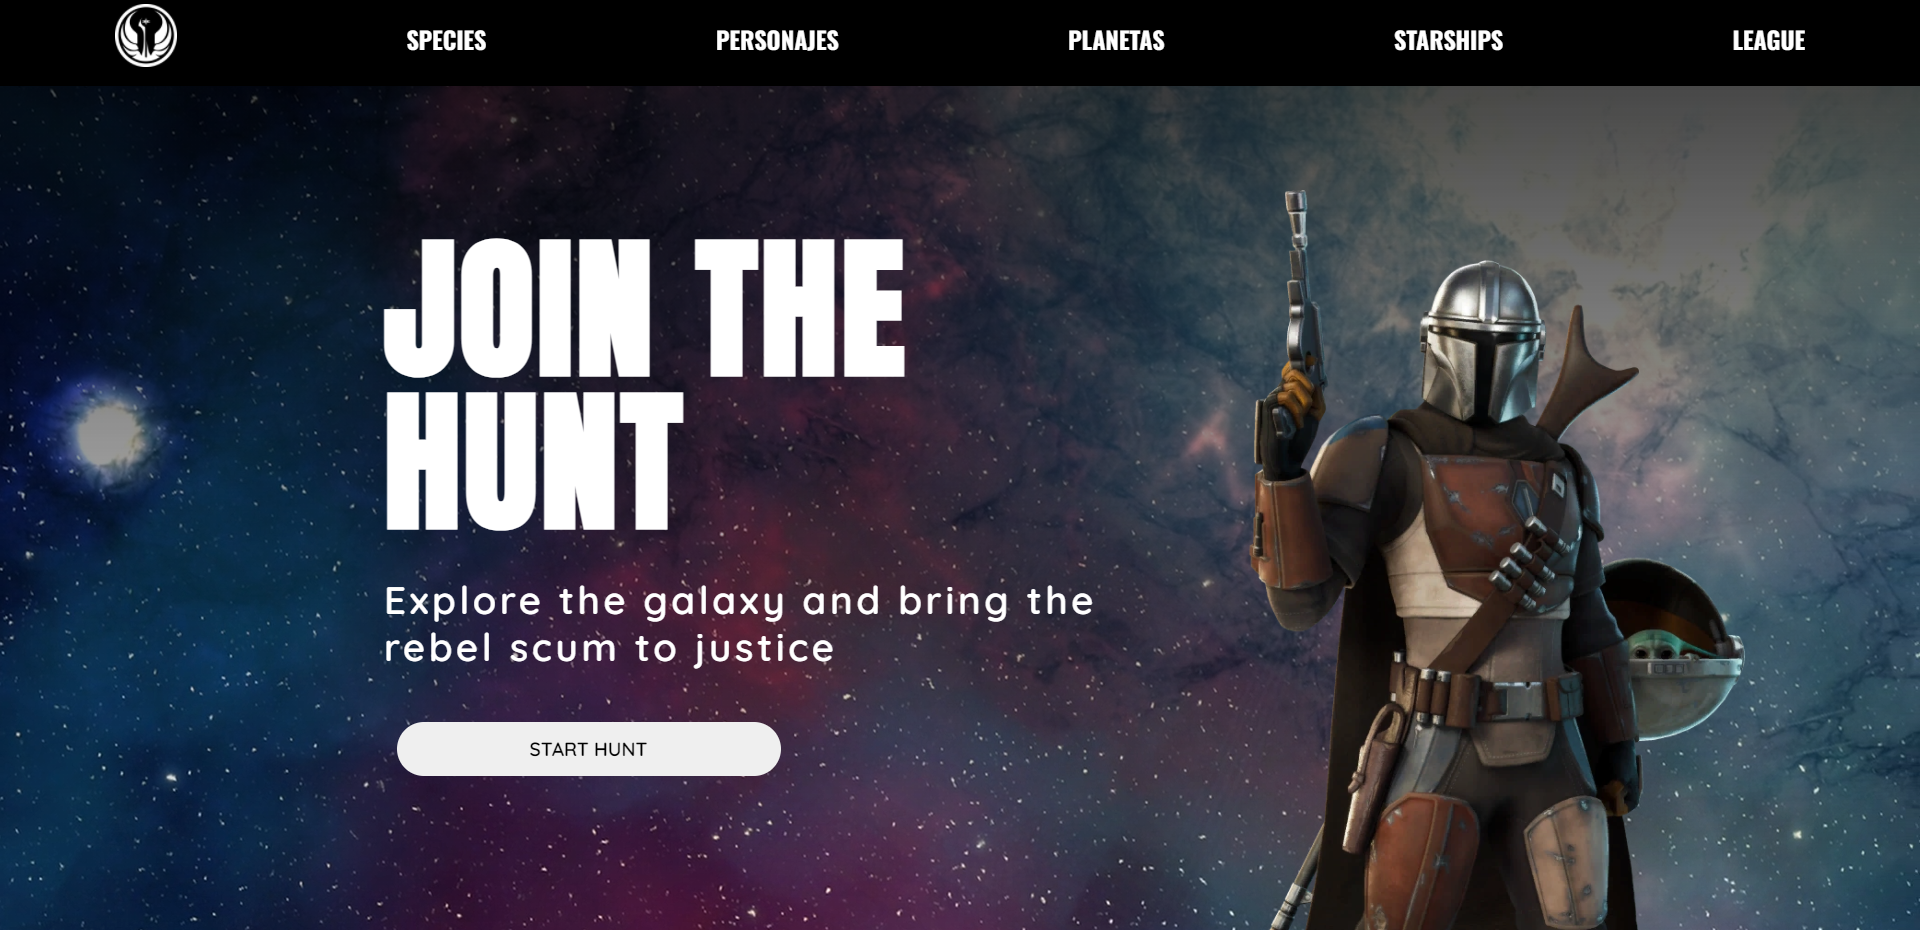 SPECIES PERSONAJES PLANETAS STARSHIPS LEAGUE
JOIN THE
HUNT
Explore the galaxy and bring the
rebel scum to justice
START HUNT